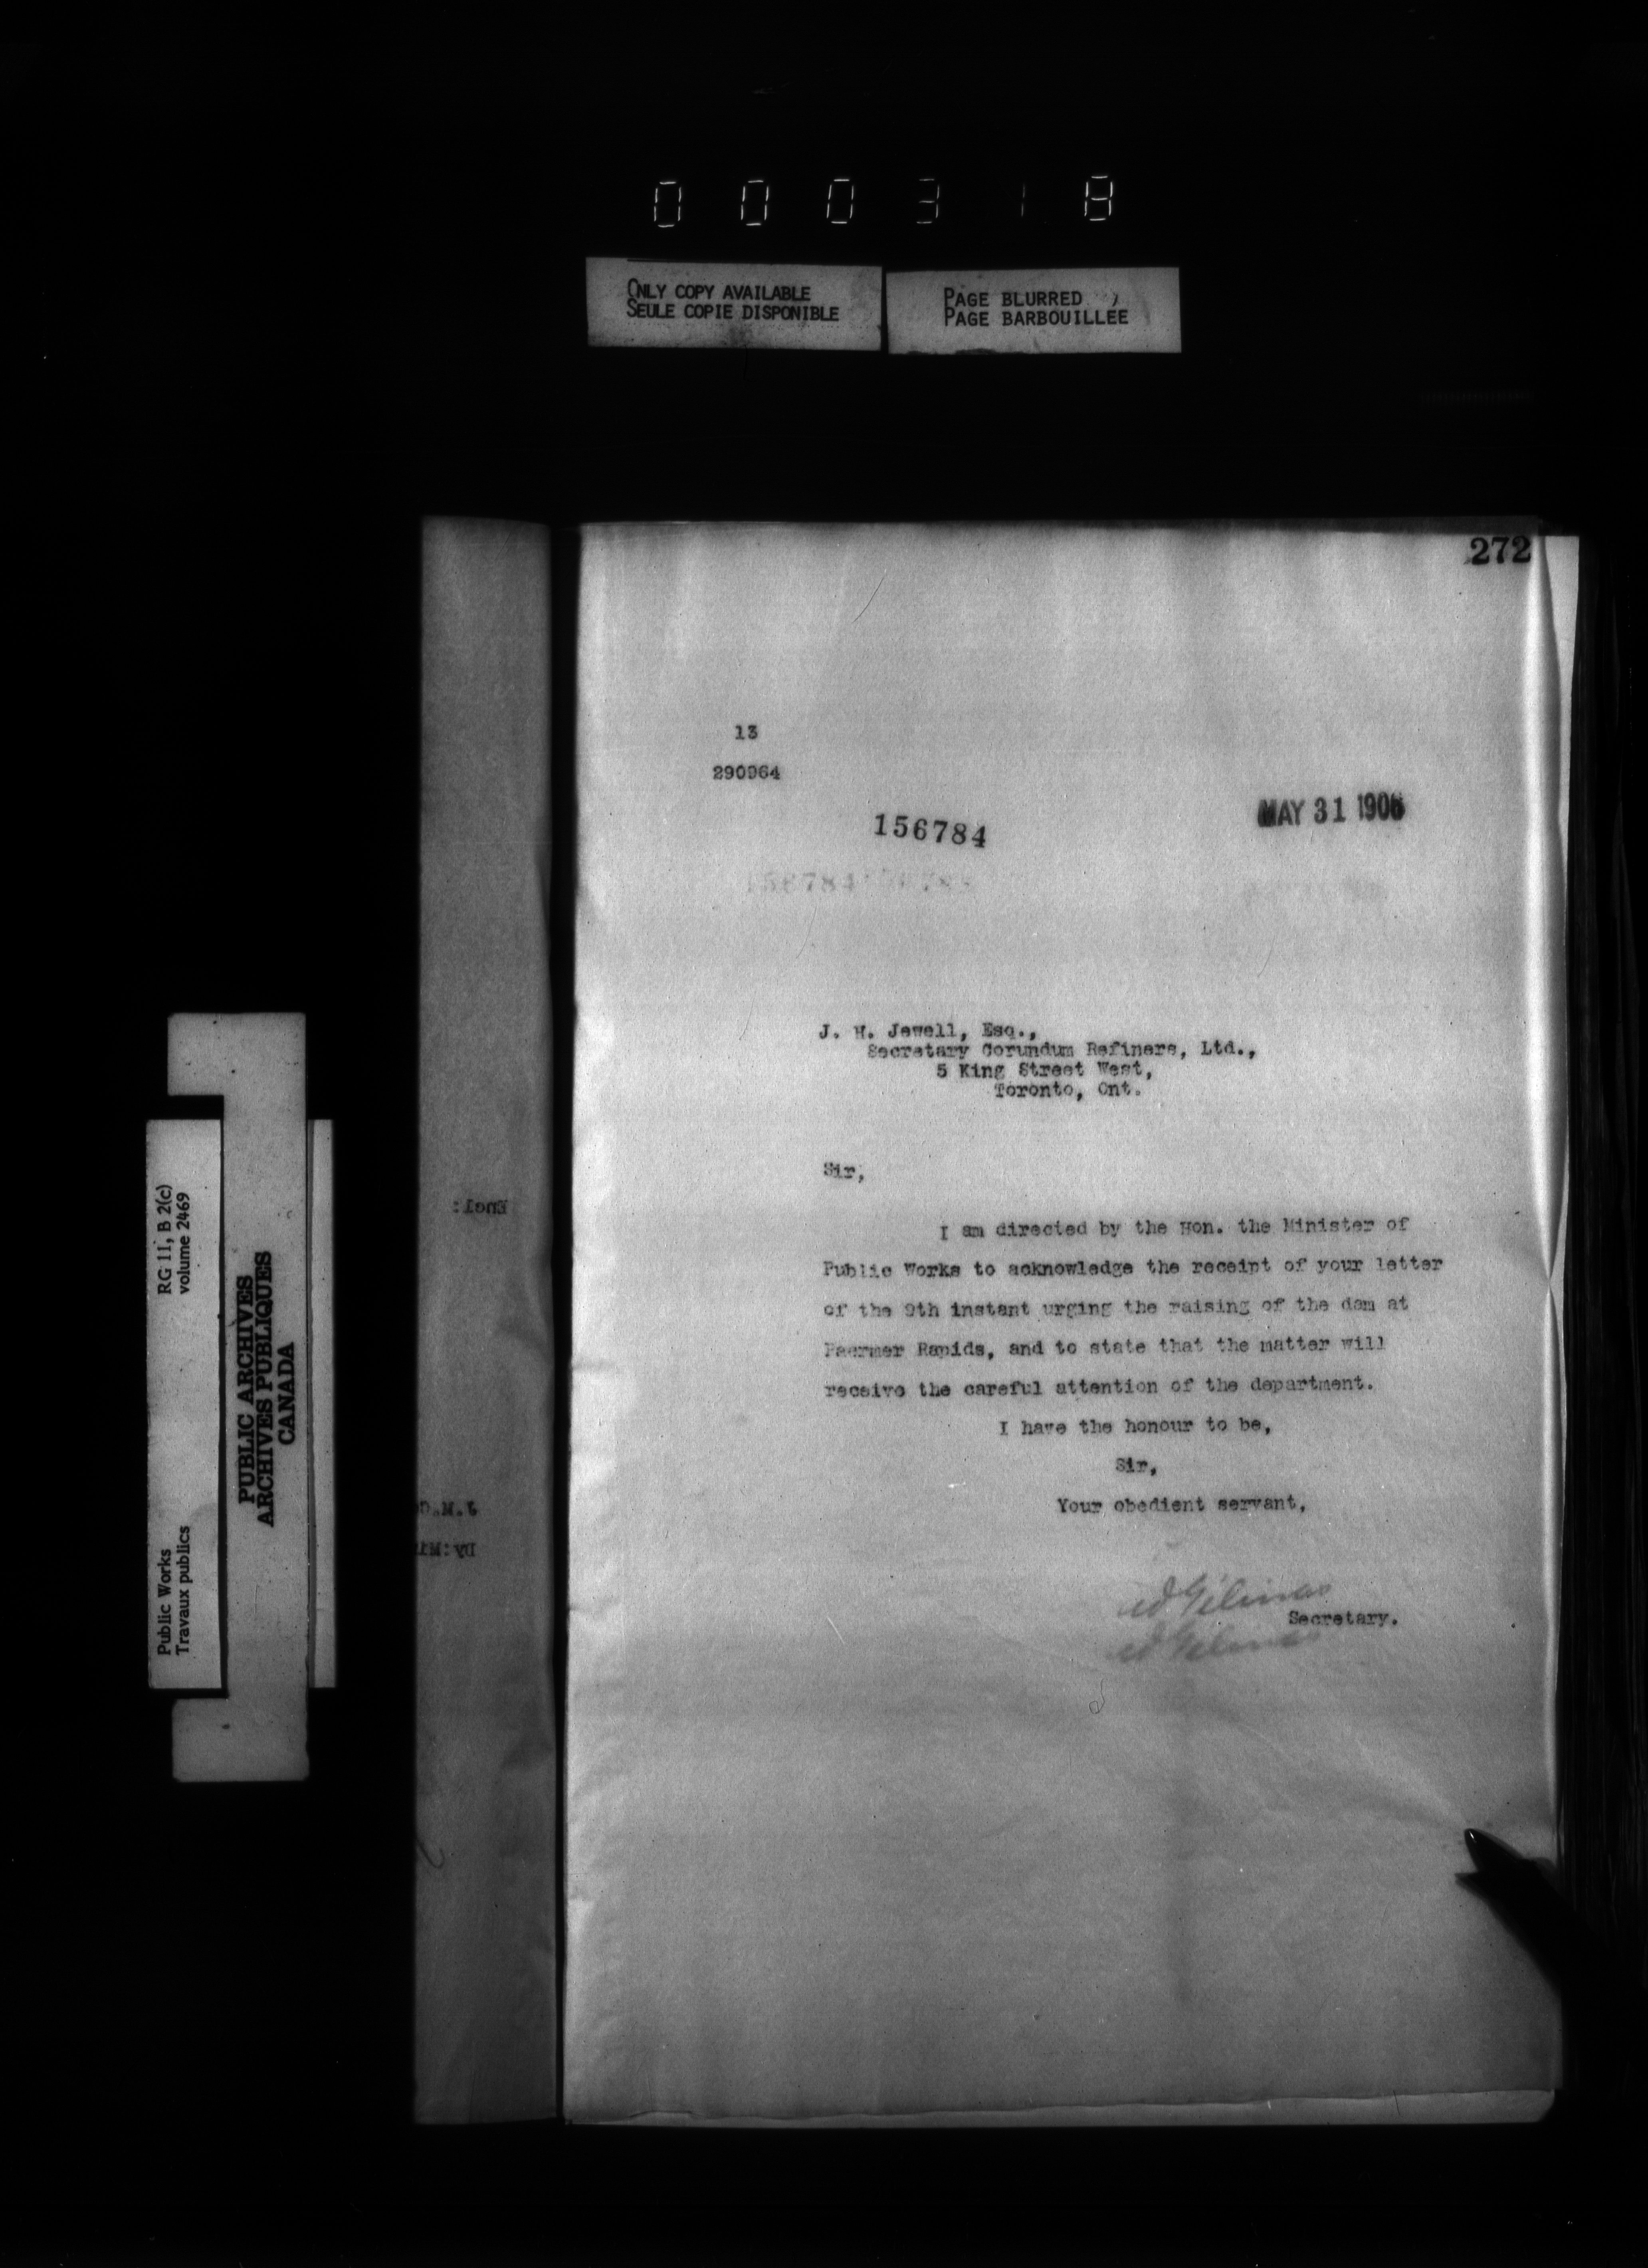 000318
ONLY COPY AVAILABLE
SEULE COPIE DISPONIBLE
PAGE BLURRED
PAGE BARBOUILLEE
272
13
290964
156784
MAY 31 190
J. H. Jewell, Esq.,
Secretary Corundum Refiners, Ltd.,
5 King Street West,
Toronto, Ont.
Sir,
I am directed by the Hon. the Minister of
Public Works to acknowledge the receipt of your letter
of the 9th instant urging the raising of the dam at
Paermer Rapids, and to state that the matter will
receive the careful attention of the department.
I have the honour to be,
Sir,
Your obedient servant,
Gélinas
Secretary.
Encl:
RG 11, B 2(c)
volume 2469
Public Works
Travaux publics
PUBLIC ARCHIVES
ARCHIVES PUBLIQUES
CANADA